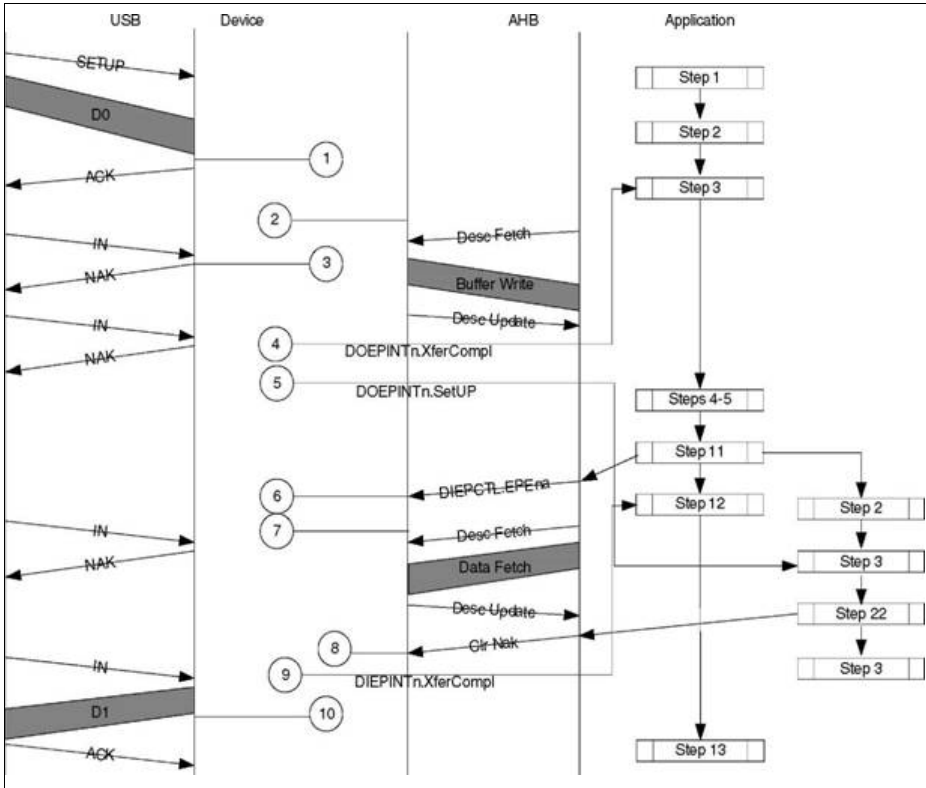 USB Device AHB Application
SETUP
Step 1
D0
Step 2
1
ACK
Step 3
2
Desc Fetch
IN
3
NAK
Buffer Write
IN
Desc Update
4
NAK
DOEPINTn.XferCompl
5
DOEPINTn.SetUP
Steps 4-5
Step 11
DIEPCTL.EPEna
6
Step 12
Step 2
IN
7
Desc Fetch
NAK
Data Fetch
Step 3
Desc Update
Step 22
8
Clr Nak
IN
9
DIEPINTn.XferCompl
Step 3
D1
10
ACK
Step 13